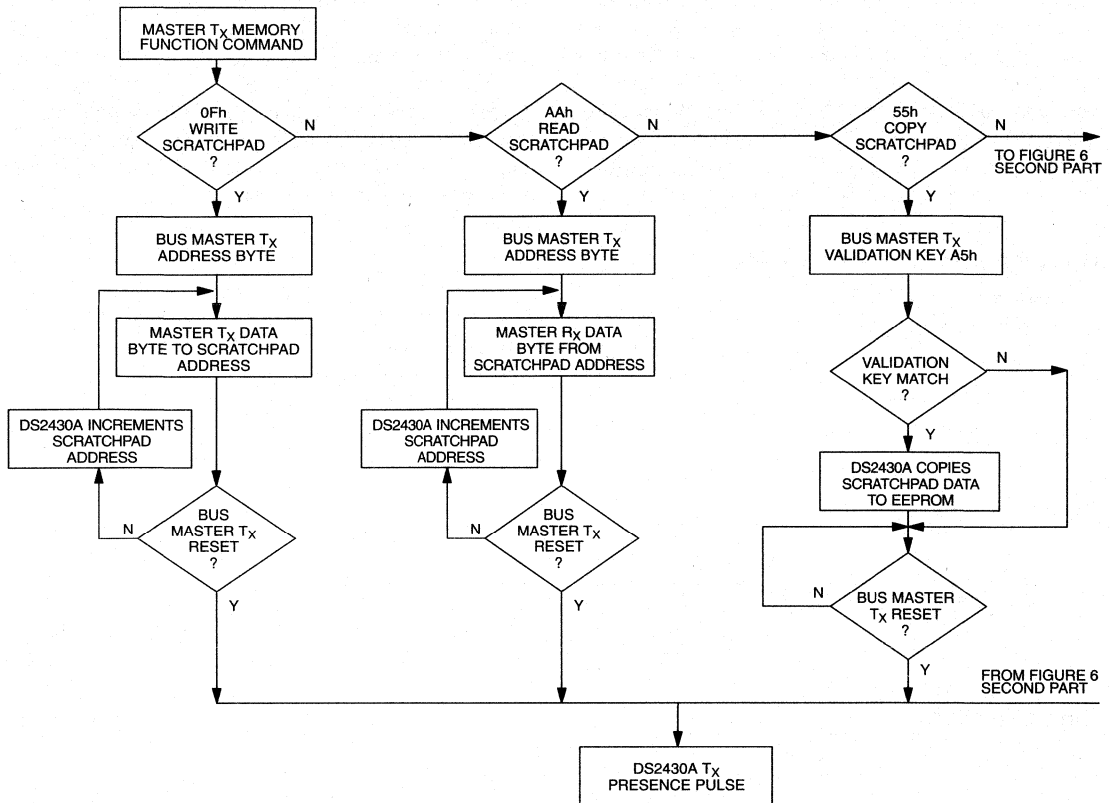 MASTER TX MEMORY
FUNCTION COMMAND
0Fh
WRITE
SCRATCHPAD
?
N
Y
BUS MASTER TX
ADDRESS BYTE
MASTER TX DATA
BYTE TO SCRATCHPAD
ADDRESS
DS2430A INCREMENTS
SCRATCHPAD
ADDRESS
BUS
MASTER TX
RESET
?
N
Y
AAh
READ
SCRATCHPAD
?
N
Y
BUS MASTER TX
ADDRESS BYTE
MASTER RX DATA
BYTE FROM
SCRATCHPAD ADDRESS
DS2430A INCREMENTS
SCRATCHPAD
ADDRESS
BUS
MASTER TX
RESET
?
N
Y
55h
COPY
SCRATCHPAD
?
N
TO FIGURE 6
SECOND PART
Y
BUS MASTER TX
VALIDATION KEY A5h
VALIDATION
KEY MATCH
?
N
Y
DS2430A COPIES
SCRATCHPAD DATA
TO EEPROM
BUS MASTER
TX RESET
?
N
Y
FROM FIGURE 6
SECOND PART
DS2430A TX
PRESENCE PULSE